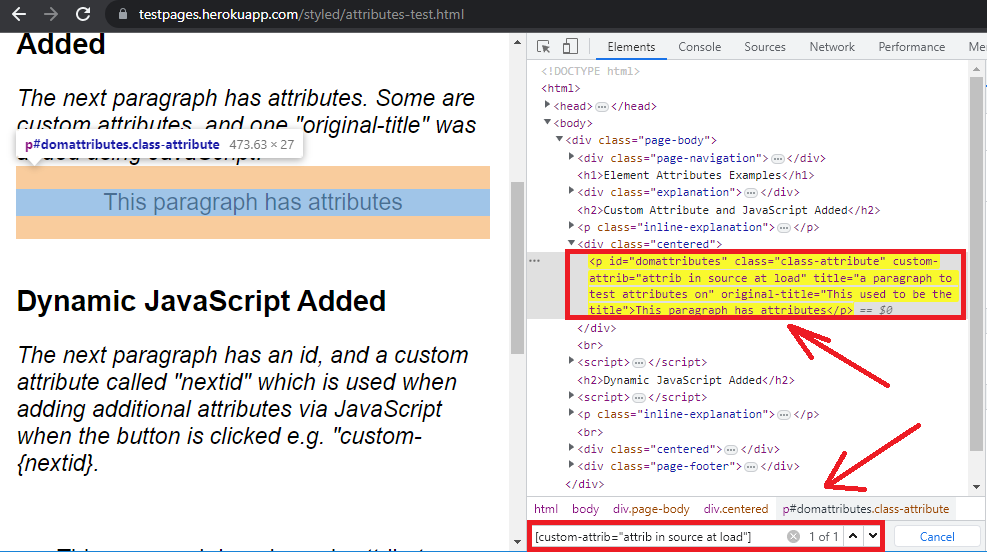 testpages.herokuapp.com/styled/attributes-test.html
Added
The next paragraph has attributes. Some are
custom attributes, and one "original-title" was
added using JavaScript.
p#domattributes.class-attribute 473.63 × 27
This paragraph has attributes
Dynamic JavaScript Added
The next paragraph has an id, and a custom
attribute called "nextid" which is used when
adding additional attributes via JavaScript
when the button is clicked e.g. "custom-
{nextid}.
Elements Console Sources Network Performance Me
<!DOCTYPE html>
<html>
<head> ⋯ </head>
<body>
<div class="page-body">
<div class="page-navigation"> ⋯ </div>
<h1>Element Attributes Examples</h1>
<div class="explanation"> ⋯ </div>
<h2>Custom Attribute and JavaScript Added</h2>
<p class="inline-explanation"> ⋯ </p>
<div class="centered">
<p id="domattributes" class="class-attribute" custom-
attrib="attrib in source at load" title="a paragraph to
test attributes on" original-title="This used to be the
title">This paragraph has attributes</p> == $0
</div>
<br>
<script> ⋯ </script>
<h2>Dynamic JavaScript Added</h2>
<script> ⋯ </script>
<p class="inline-explanation"> ⋯ </p>
<br>
<div class="centered"> ⋯ </div>
<div class="page-footer"> ⋯ </div>
</div>
html body div.page-body div.centered p#domattributes.class-attribute
[custom-attrib="attrib in source at load"] 1 of 1 Cancel